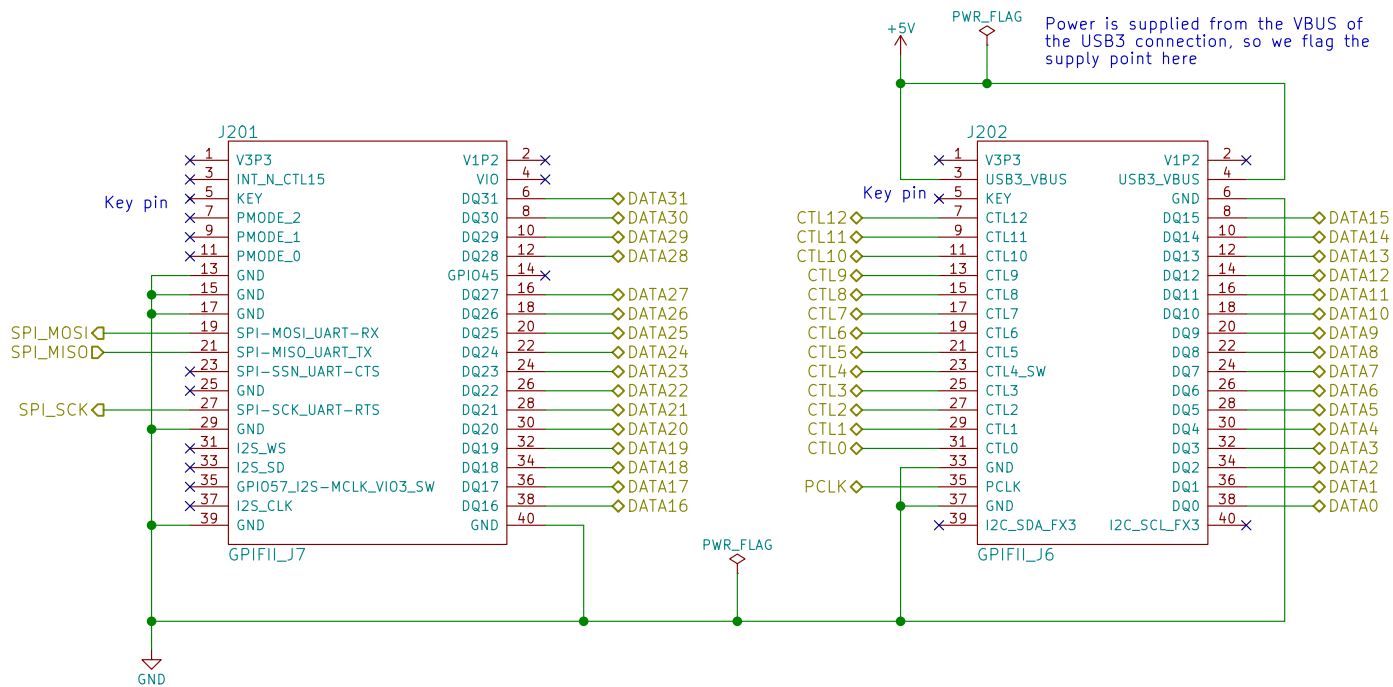 PWR_FLAG
+5V
Power is supplied from the VBUS of
the USB3 connection, so we flag the
supply point here
J201
1 V3P3 V1P2 2
3 INT_N_CTL15 VIO 4
Key pin 5 KEY DQ31 6 DATA31
7 PMODE_2 DQ30 8 DATA30
9 PMODE_1 DQ29 10 DATA29
11 PMODE_0 DQ28 12 DATA28
13 GND GPIO45 14
15 GND DQ27 16 DATA27
17 GND DQ26 18 DATA26
SPI_MOSI 19 SPI-MOSI_UART-RX DQ25 20 DATA25
SPI_MISO 21 SPI-MISO_UART_TX DQ24 22 DATA24
23 SPI-SSN_UART-CTS DQ23 24 DATA23
25 GND DQ22 26 DATA22
SPI_SCK 27 SPI-SCK_UART-RTS DQ21 28 DATA21
29 GND DQ20 30 DATA20
31 I2S_WS DQ19 32 DATA19
33 I2S_SD DQ18 34 DATA18
35 GPIO57_I2S-MCLK_VIO3_SW DQ17 36 DATA17
37 I2S_CLK DQ16 38 DATA16
39 GND GND 40
GPIFII_J7
J202
1 V3P3 V1P2 2
3 USB3_VBUS USB3_VBUS 4
Key pin 5 KEY GND 6
CTL12 7 CTL12 DQ15 8 DATA15
CTL11 9 CTL11 DQ14 10 DATA14
CTL10 11 CTL10 DQ13 12 DATA13
CTL9 13 CTL9 DQ12 14 DATA12
CTL8 15 CTL8 DQ11 16 DATA11
CTL7 17 CTL7 DQ10 18 DATA10
CTL6 19 CTL6 DQ9 20 DATA9
CTL5 21 CTL5 DQ8 22 DATA8
CTL4 23 CTL4_SW DQ7 24 DATA7
CTL3 25 CTL3 DQ6 26 DATA6
CTL2 27 CTL2 DQ5 28 DATA5
CTL1 29 CTL1 DQ4 30 DATA4
CTL0 31 CTL0 DQ3 32 DATA3
33 GND DQ2 34 DATA2
PCLK 35 PCLK DQ1 36 DATA1
37 GND DQ0 38 DATA0
39 I2C_SDA_FX3 I2C_SCL_FX3 40
GPIFII_J6
PWR_FLAG
GND